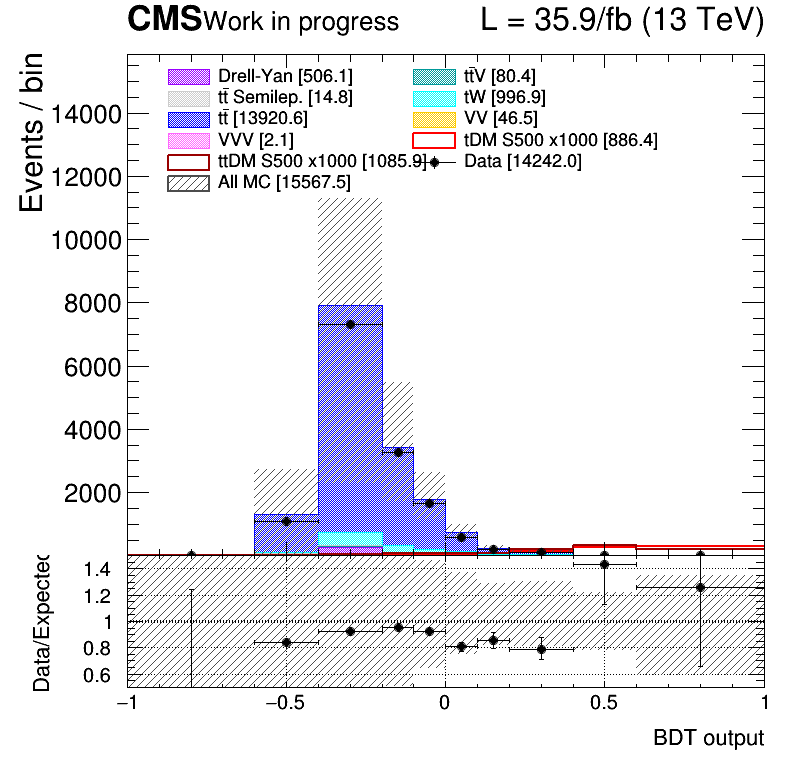 CMS Work in progress L = 35.9/fb (13 TeV)
Events / bin
Drell-Yan [506.1] tt̄V [80.4]
tt̄ Semilep. [14.8] tW [996.9]
tt̄ [13920.6] VV [46.5]
VVV [2.1] tDM S500 x1000 [886.4]
ttDM S500 x1000 [1085.9] Data [14242.0]
All MC [15567.5]
14000
12000
10000
8000
6000
4000
2000
Data/Expected
1.4
1.2
1
0.8
0.6
−1 −0.5 0 0.5 1
BDT output